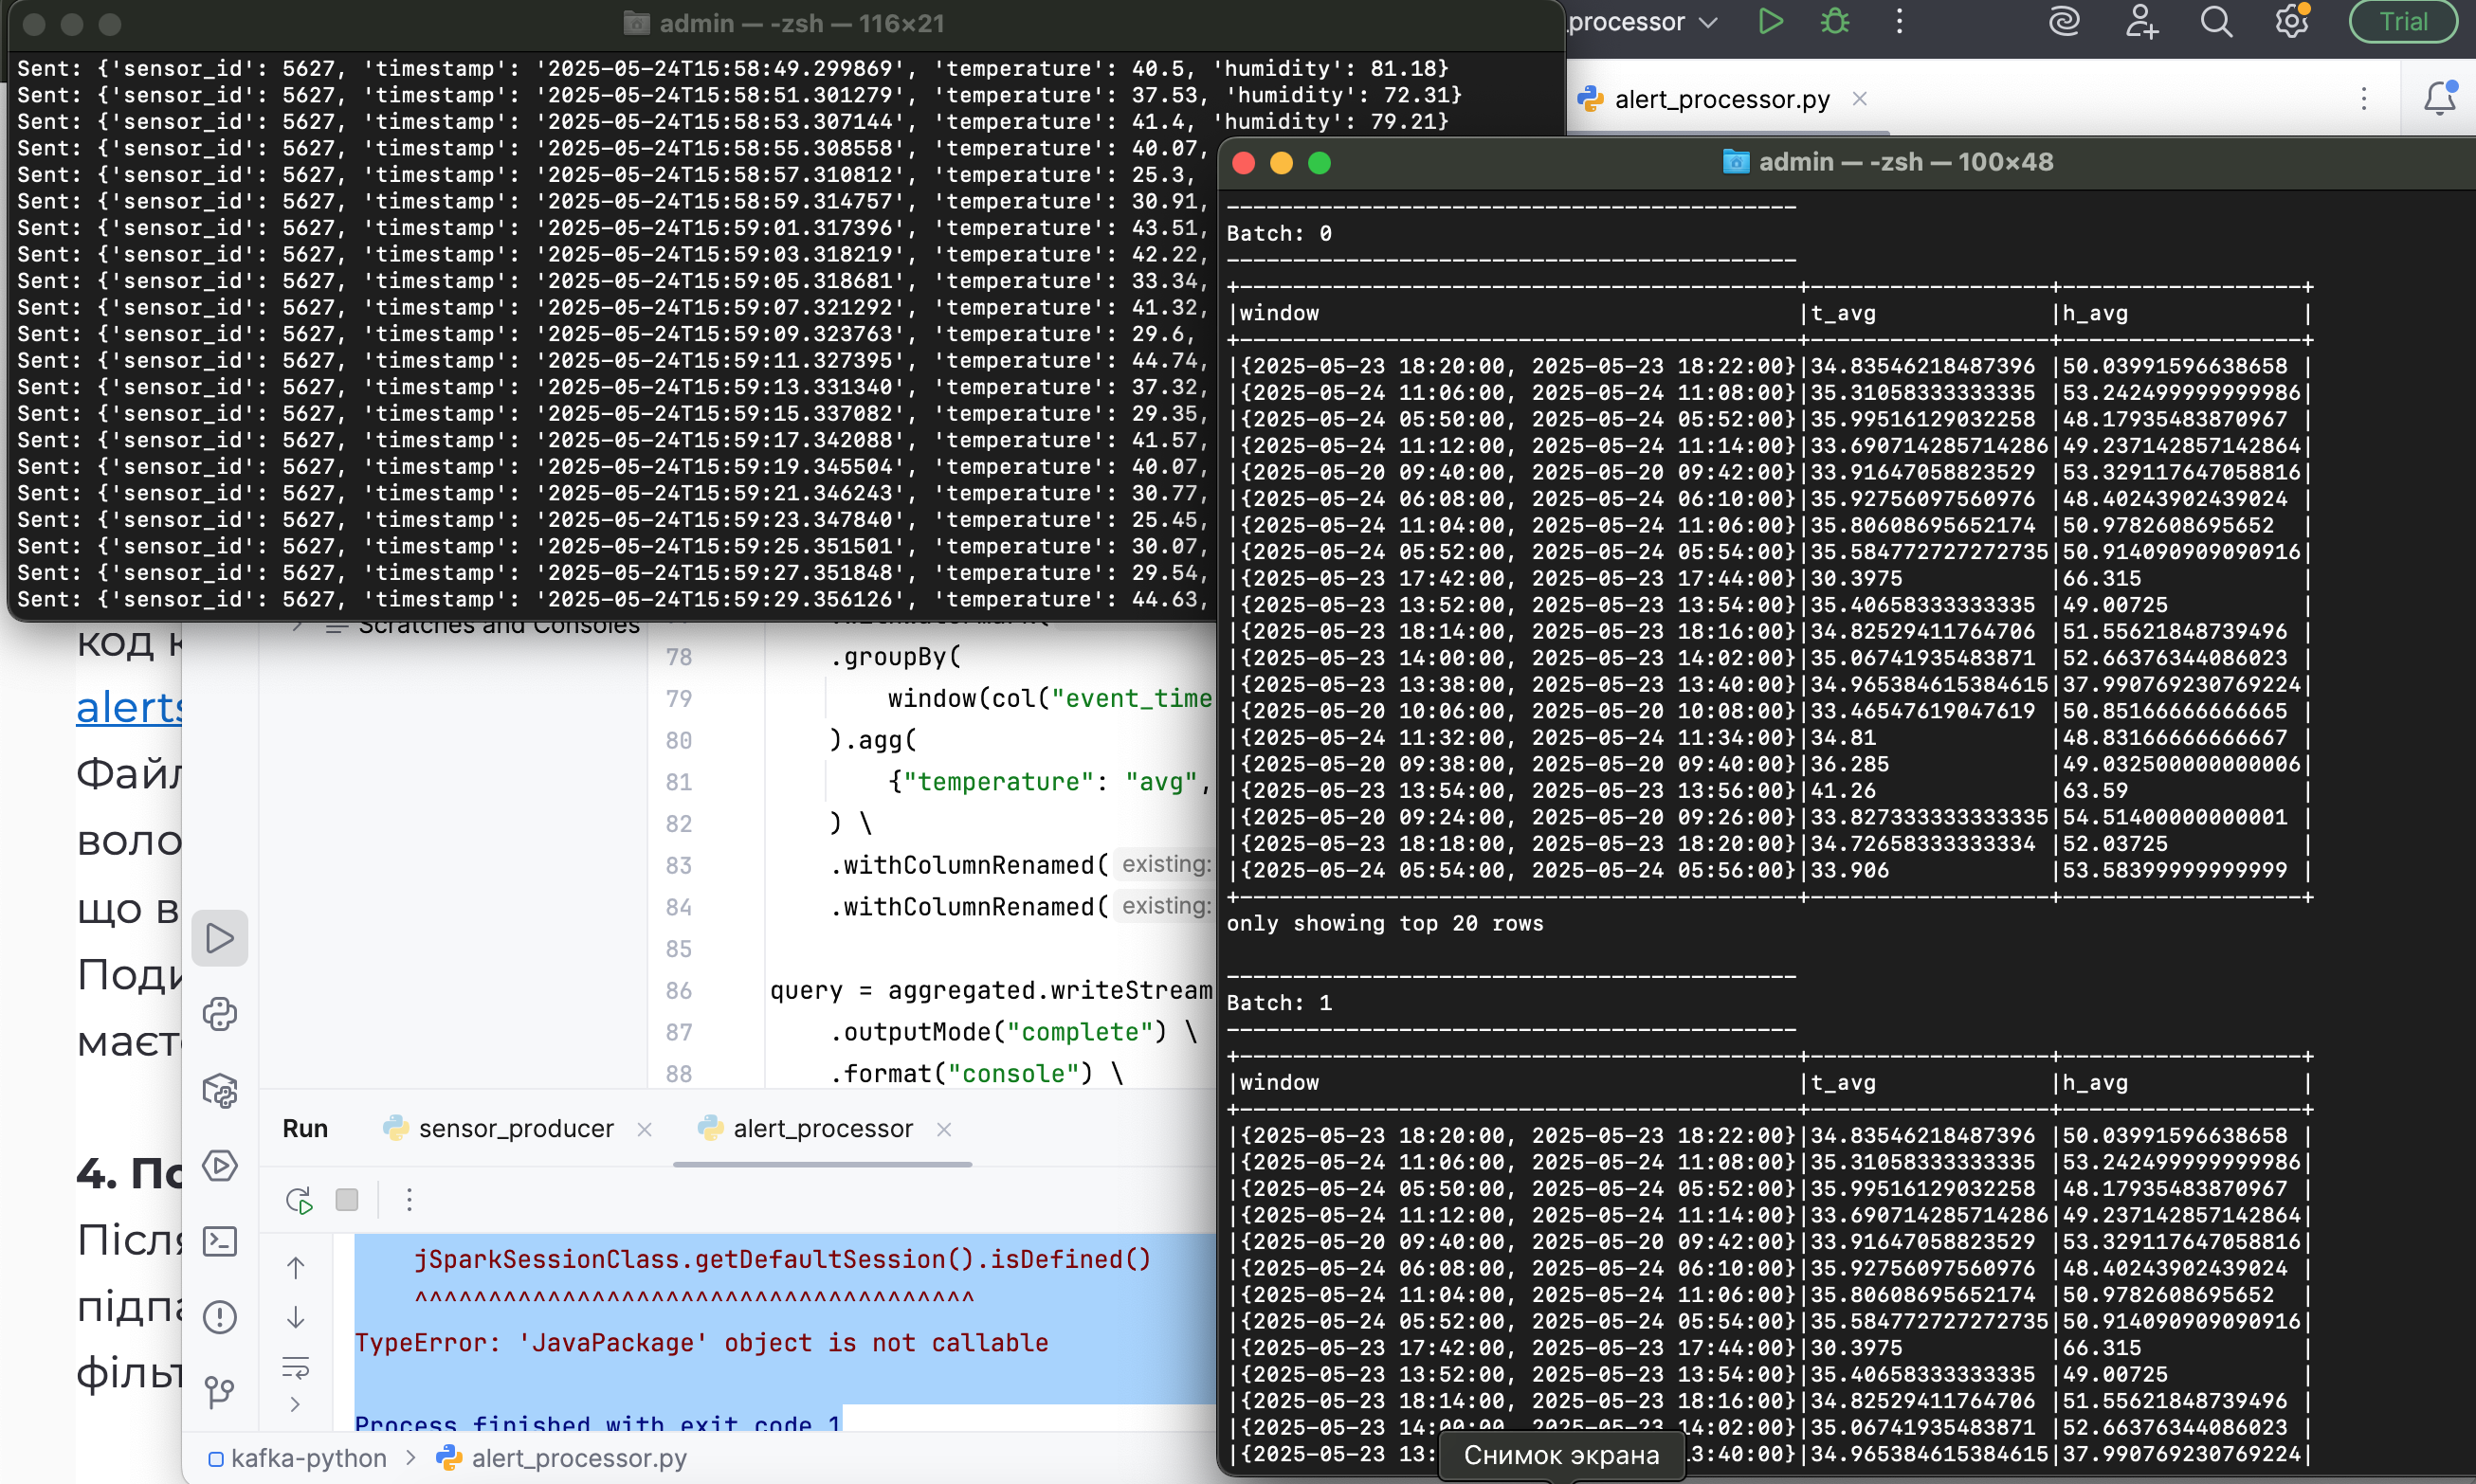 admin — -zsh — 116×21
Sent: {'sensor_id': 5627, 'timestamp': '2025-05-24T15:58:49.299869', 'temperature': 40.5, 'humidity': 81.18}
Sent: {'sensor_id': 5627, 'timestamp': '2025-05-24T15:58:51.301279', 'temperature': 37.53, 'humidity': 72.31}
Sent: {'sensor_id': 5627, 'timestamp': '2025-05-24T15:58:53.307144', 'temperature': 41.4, 'humidity': 79.21}
Sent: {'sensor_id': 5627, 'timestamp': '2025-05-24T15:58:55.308558', 'temperature': 40.07,
Sent: {'sensor_id': 5627, 'timestamp': '2025-05-24T15:58:57.310812', 'temperature': 25.3,
Sent: {'sensor_id': 5627, 'timestamp': '2025-05-24T15:58:59.314757', 'temperature': 30.91,
Sent: {'sensor_id': 5627, 'timestamp': '2025-05-24T15:59:01.317396', 'temperature': 43.51,
Sent: {'sensor_id': 5627, 'timestamp': '2025-05-24T15:59:03.318219', 'temperature': 42.22,
Sent: {'sensor_id': 5627, 'timestamp': '2025-05-24T15:59:05.318681', 'temperature': 33.34,
Sent: {'sensor_id': 5627, 'timestamp': '2025-05-24T15:59:07.321292', 'temperature': 41.32,
Sent: {'sensor_id': 5627, 'timestamp': '2025-05-24T15:59:09.323763', 'temperature': 29.6,
Sent: {'sensor_id': 5627, 'timestamp': '2025-05-24T15:59:11.327395', 'temperature': 44.74,
Sent: {'sensor_id': 5627, 'timestamp': '2025-05-24T15:59:13.331340', 'temperature': 37.32,
Sent: {'sensor_id': 5627, 'timestamp': '2025-05-24T15:59:15.337082', 'temperature': 29.35,
Sent: {'sensor_id': 5627, 'timestamp': '2025-05-24T15:59:17.342088', 'temperature': 41.57,
Sent: {'sensor_id': 5627, 'timestamp': '2025-05-24T15:59:19.345504', 'temperature': 40.07,
Sent: {'sensor_id': 5627, 'timestamp': '2025-05-24T15:59:21.346243', 'temperature': 30.77,
Sent: {'sensor_id': 5627, 'timestamp': '2025-05-24T15:59:23.347840', 'temperature': 25.45,
Sent: {'sensor_id': 5627, 'timestamp': '2025-05-24T15:59:25.351501', 'temperature': 30.07,
Sent: {'sensor_id': 5627, 'timestamp': '2025-05-24T15:59:27.351848', 'temperature': 29.54,
Sent: {'sensor_id': 5627, 'timestamp': '2025-05-24T15:59:29.356126', 'temperature': 44.63,
processor
Trial
alert_processor.py
admin — -zsh — 100×48
-------------------------------------------
Batch: 0
-------------------------------------------
+------------------------------------------+------------------+------------------+
|window |t_avg |h_avg |
+------------------------------------------+------------------+------------------+
|{2025-05-23 18:20:00, 2025-05-23 18:22:00}|34.83546218487396 |50.03991596638658 |
|{2025-05-24 11:06:00, 2025-05-24 11:08:00}|35.31058333333335 |53.242499999999986|
|{2025-05-24 05:50:00, 2025-05-24 05:52:00}|35.99516129032258 |48.17935483870967 |
|{2025-05-24 11:12:00, 2025-05-24 11:14:00}|33.690714285714286|49.237142857142864|
|{2025-05-20 09:40:00, 2025-05-20 09:42:00}|33.91647058823529 |53.329117647058816|
|{2025-05-24 06:08:00, 2025-05-24 06:10:00}|35.92756097560976 |48.40243902439024 |
|{2025-05-24 11:04:00, 2025-05-24 11:06:00}|35.80608695652174 |50.9782608695652 |
|{2025-05-24 05:52:00, 2025-05-24 05:54:00}|35.584772727272735|50.914090909090916|
|{2025-05-23 17:42:00, 2025-05-23 17:44:00}|30.3975 |66.315 |
|{2025-05-23 13:52:00, 2025-05-23 13:54:00}|35.40658333333335 |49.00725 |
|{2025-05-23 18:14:00, 2025-05-23 18:16:00}|34.82529411764706 |51.55621848739496 |
|{2025-05-23 14:00:00, 2025-05-23 14:02:00}|35.06741935483871 |52.66376344086023 |
|{2025-05-23 13:38:00, 2025-05-23 13:40:00}|34.965384615384615|37.990769230769224|
|{2025-05-20 10:06:00, 2025-05-20 10:08:00}|33.46547619047619 |50.85166666666665 |
|{2025-05-24 11:32:00, 2025-05-24 11:34:00}|34.81 |48.83166666666667 |
|{2025-05-20 09:38:00, 2025-05-20 09:40:00}|36.285 |49.032500000000006|
|{2025-05-23 13:54:00, 2025-05-23 13:56:00}|41.26 |63.59 |
|{2025-05-20 09:24:00, 2025-05-20 09:26:00}|33.827333333333335|54.51400000000001 |
|{2025-05-23 18:18:00, 2025-05-23 18:20:00}|34.72658333333334 |52.03725 |
|{2025-05-24 05:54:00, 2025-05-24 05:56:00}|33.906 |53.58399999999999 |
+------------------------------------------+------------------+------------------+
only showing top 20 rows
-------------------------------------------
Batch: 1
-------------------------------------------
+------------------------------------------+------------------+------------------+
|window |t_avg |h_avg |
+------------------------------------------+------------------+------------------+
|{2025-05-23 18:20:00, 2025-05-23 18:22:00}|34.83546218487396 |50.03991596638658 |
|{2025-05-24 11:06:00, 2025-05-24 11:08:00}|35.31058333333335 |53.242499999999986|
|{2025-05-24 05:50:00, 2025-05-24 05:52:00}|35.99516129032258 |48.17935483870967 |
|{2025-05-24 11:12:00, 2025-05-24 11:14:00}|33.690714285714286|49.237142857142864|
|{2025-05-20 09:40:00, 2025-05-20 09:42:00}|33.91647058823529 |53.329117647058816|
|{2025-05-24 06:08:00, 2025-05-24 06:10:00}|35.92756097560976 |48.40243902439024 |
|{2025-05-24 11:04:00, 2025-05-24 11:06:00}|35.80608695652174 |50.9782608695652 |
|{2025-05-24 05:52:00, 2025-05-24 05:54:00}|35.584772727272735|50.914090909090916|
|{2025-05-23 17:42:00, 2025-05-23 17:44:00}|30.3975 |66.315 |
|{2025-05-23 13:52:00, 2025-05-23 13:54:00}|35.40658333333335 |49.00725 |
|{2025-05-23 18:14:00, 2025-05-23 18:16:00}|34.82529411764706 |51.55621848739496 |
|{2025-05-23 14:00:00, 2025-05-23 14:02:00}|35.06741935483871 |52.66376344086023 |
|{2025-05-23 13: 13:40:00}|34.965384615384615|37.990769230769224|
Снимок экрана
Scratches and Consoles
78 .groupBy(
79 window(col("event_time
80 ).agg(
81 {"temperature": "avg",
82 ) \
83 .withColumnRenamed( existing:
84 .withColumnRenamed( existing:
85
86 query = aggregated.writeStream
87 .outputMode("complete") \
88 .format("console") \
код к
alerts
Файл
воло
що в
Поди
маєте
4. По
Після
підпа
фільт
Run sensor_producer alert_processor
jSparkSessionClass.getDefaultSession().isDefined()
^^^^^^^^^^^^^^^^^^^^^^^^^^^^^^^^^^^^^^
TypeError: 'JavaPackage' object is not callable
Process finished with exit code 1
kafka-python > alert_processor.py